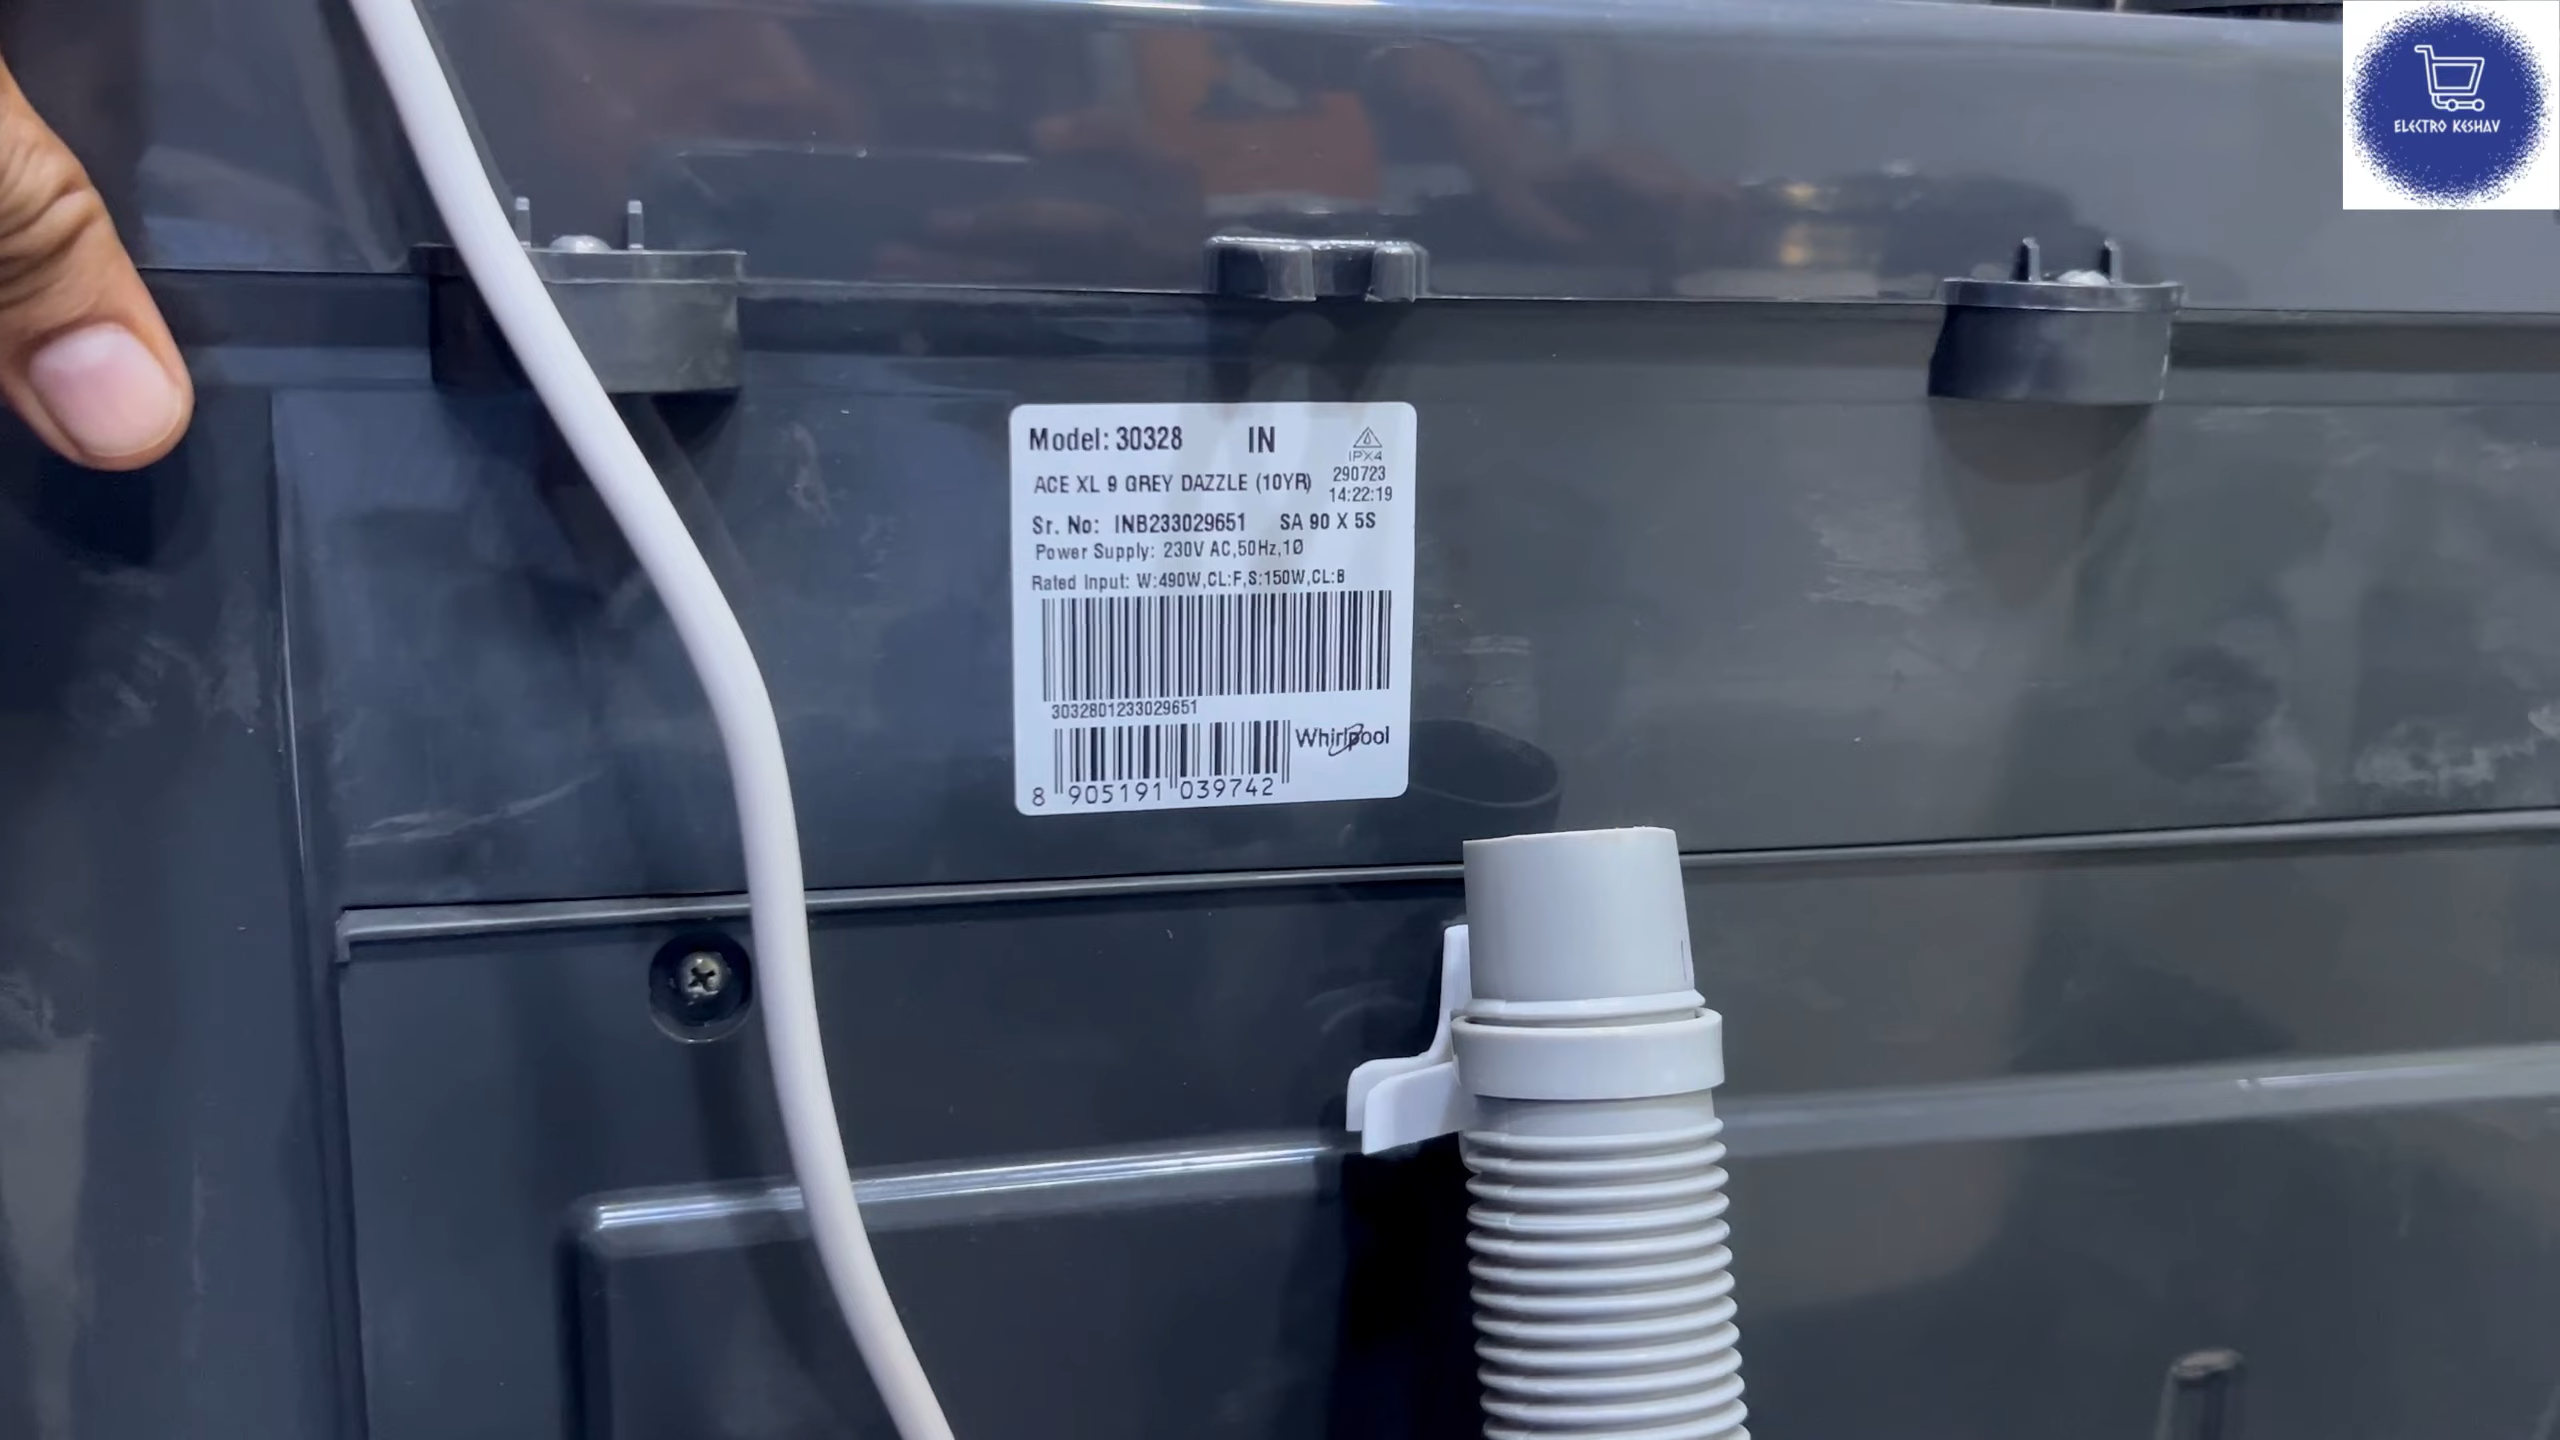 ELECTRO KESHAV
Model: 30328 IN
IPX4
ACE XL 9 GREY DAZZLE (10YR) 290723
14:22:19
Sr. No: INB233029651 SA 90 X 5S
Power Supply: 230V AC,50Hz,1Ø
Rated Input: W:490W,CL:F,S:150W,CL:B
3032801233029651
Whirlpool
8 905191 039742